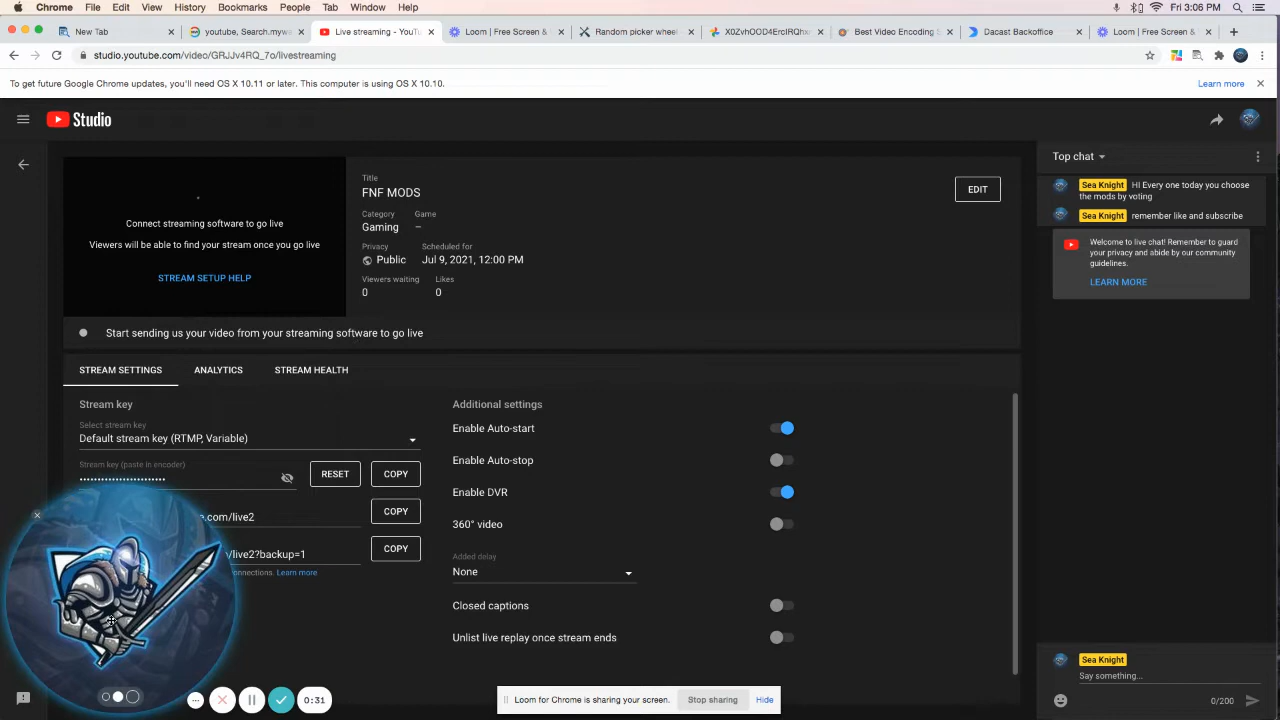 Chrome File Edit View History Bookmarks People Tab Window Help Fri 3:06 PM
New Tab
youtube, Search.myw
Live streaming - YouTu
Loom | Free Screen &
Random picker whee
Best Video Encoding S
Dacast Backoffice
Loom | Free Screen &
studio.youtube.com/video/GRJJv4RQ_7o/livestreaming
To get future Google Chrome updates, you'll need OS X 10.11 or later. This computer is using OS X 10.10.
Learn more
Studio
Connect streaming software to go live
Viewers will be able to find your stream once you go live
STREAM SETUP HELP
Title
FNF MODS
EDIT
Category Game
Gaming –
Privacy Scheduled for
Public Jul 9, 2021, 12:00 PM
Viewers waiting Likes
0 0
Start sending us your video from your streaming software to go live
STREAM SETTINGS ANALYTICS STREAM HEALTH
Stream key
Select stream key
Default stream key (RTMP, Variable)
Stream key (paste in encoder)
••••••••••••••••••••••••
RESET COPY
e.com/live2
COPY
/live2?backup=1
COPY
onnections. Learn more
Additional settings
Enable Auto-start
Enable Auto-stop
Enable DVR
360° video
Added delay
None
Closed captions
Unlist live replay once stream ends
Top chat
Sea Knight HI Every one today you choose
the mods by voting
Sea Knight remember like and subscribe
Welcome to live chat! Remember to guard
your privacy and abide by our community
guidelines.
LEARN MORE
Sea Knight
Say something...
0/200
0:31
Loom for Chrome is sharing your screen.
Stop sharing
Hide